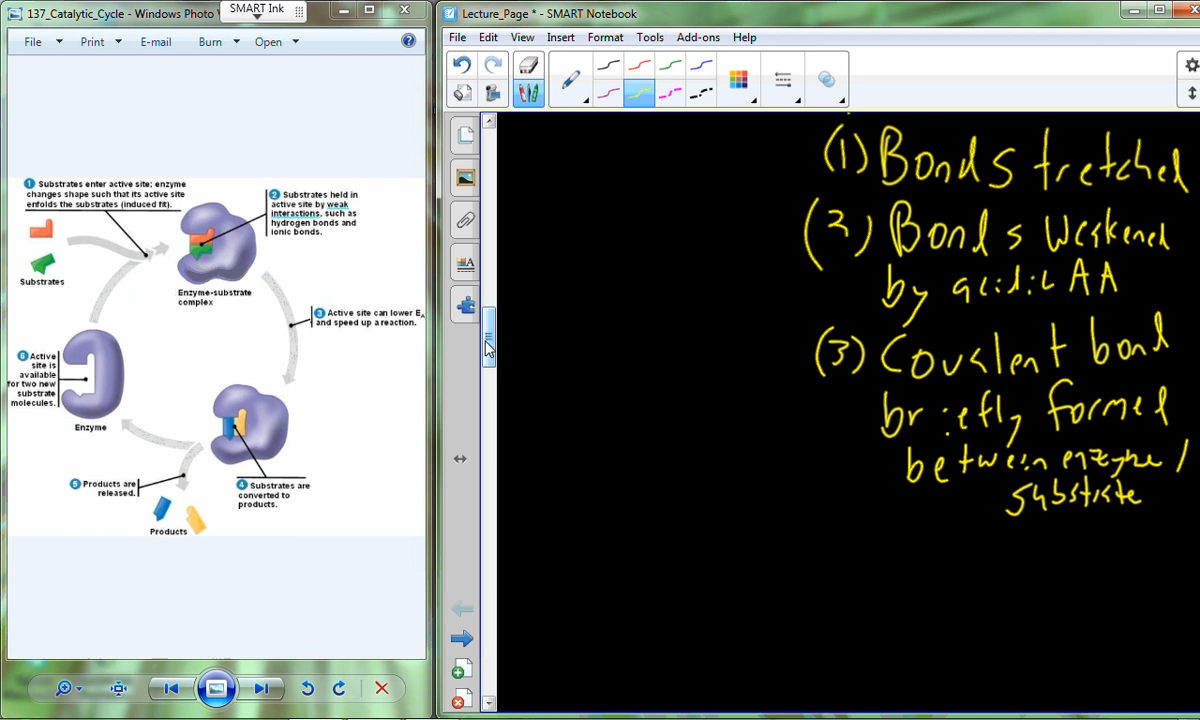 137_Catalytic_Cycle - Windows Photo V
SMART Ink
File Print E-mail Burn Open
1 Substrates enter active site; enzyme
changes shape such that its active site
enfolds the substrates (induced fit).
2 Substrates held in
active site by weak
interactions, such as
hydrogen bonds and
ionic bonds.
Substrates
Enzyme-substrate
complex
3 Active site can lower EA
and speed up a reaction.
6 Active
site is
available
for two new
substrate
molecules.
Enzyme
5 Products are
released.
4 Substrates are
converted to
products.
Products
Lecture_Page * - SMART Notebook
File Edit View Insert Format Tools Add-ons Help
(1) Bonds stretched
(2) Bonds weakened
by acidic AA
(3) Covalent bond
briefly formed
between enzyme/
substrate